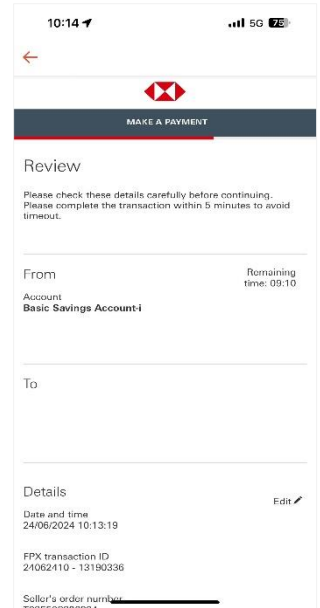 10:14
5G 75
MAKE A PAYMENT
Review
Please check these details carefully before continuing.
Please complete the transaction within 5 minutes to avoid
timeout.
From
Remaining
time: 09:10
Account
Basic Savings Account-i
To
Details
Edit
Date and time
24/06/2024 10:13:19
FPX transaction ID
24062410 - 13190336
Seller's order number